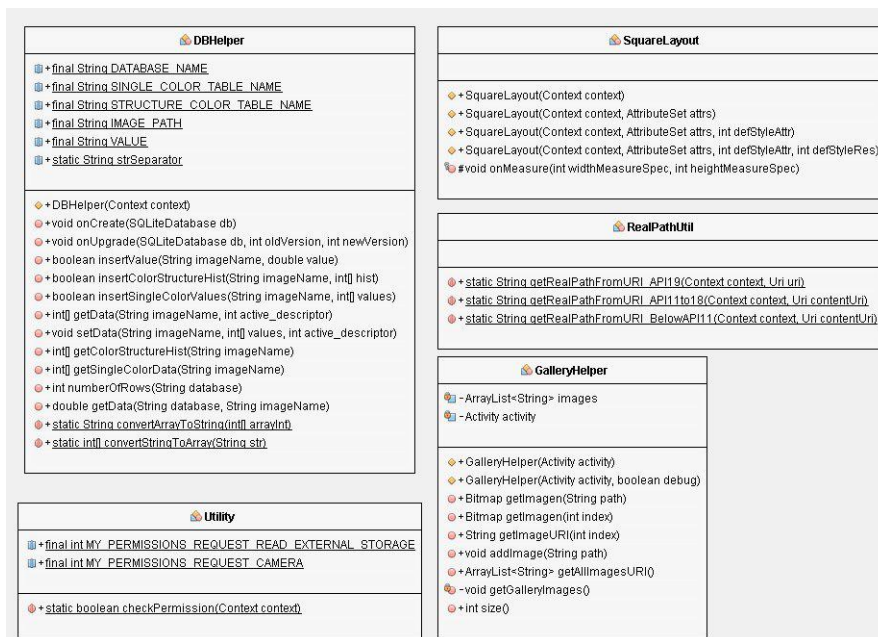 DBHelper
+final String DATABASE_NAME
+final String SINGLE_COLOR_TABLE_NAME
+final String STRUCTURE_COLOR_TABLE_NAME
+final String IMAGE_PATH
+final String VALUE
+static String strSeparator
+DBHelper(Context context)
+void onCreate(SQLiteDatabase db)
+void onUpgrade(SQLiteDatabase db, int oldVersion, int newVersion)
+boolean insertValue(String imageName, double value)
+boolean insertColorStructureHist(String imageName, int[] hist)
+boolean insertSingleColorValues(String imageName, int[] values)
+int[] getData(String imageName, int active_descriptor)
+void setData(String imageName, int[] values, int active_descriptor)
+int[] getColorStructureHist(String imageName)
+int[] getSingleColorData(String imageName)
+int numberOfRows(String database)
+double getData(String database, String imageName)
+static String convertArrayToString(int[] arrayInt)
+static int[] convertStringToArray(String str)
Utility
+final int MY_PERMISSIONS_REQUEST_READ_EXTERNAL_STORAGE
+final int MY_PERMISSIONS_REQUEST_CAMERA
+static boolean checkPermission(Context context)
SquareLayout
+SquareLayout(Context context)
+SquareLayout(Context context, AttributeSet attrs)
+SquareLayout(Context context, AttributeSet attrs, int defStyleAttr)
+SquareLayout(Context context, AttributeSet attrs, int defStyleAttr, int defStyleRes)
#void onMeasure(int widthMeasureSpec, int heightMeasureSpec)
RealPathUtil
+static String getRealPathFromURI_API19(Context context, Uri uri)
+static String getRealPathFromURI_API11to18(Context context, Uri contentUri)
+static String getRealPathFromURI_BelowAPI11(Context context, Uri contentUri)
GalleryHelper
-ArrayList<String> images
-Activity activity
+GalleryHelper(Activity activity)
+GalleryHelper(Activity activity, boolean debug)
+Bitmap getImagen(String path)
+Bitmap getImagen(int index)
+String getImageURI(int index)
+void addImage(String path)
+ArrayList<String> getAllImagesURI()
-void getGalleryImages()
+int size()